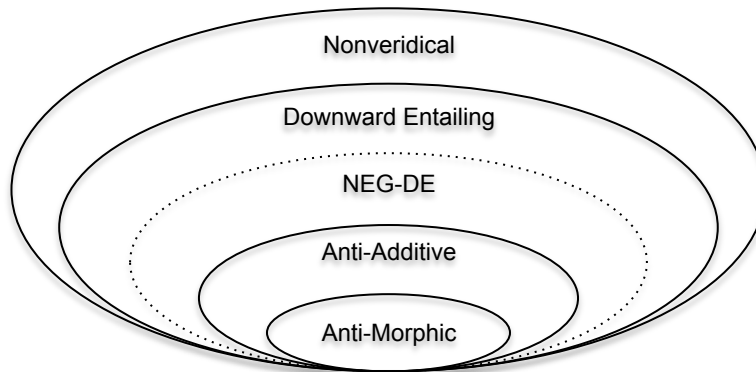 Nonveridical
Downward Entailing
NEG-DE
Anti-Additive
Anti-Morphic